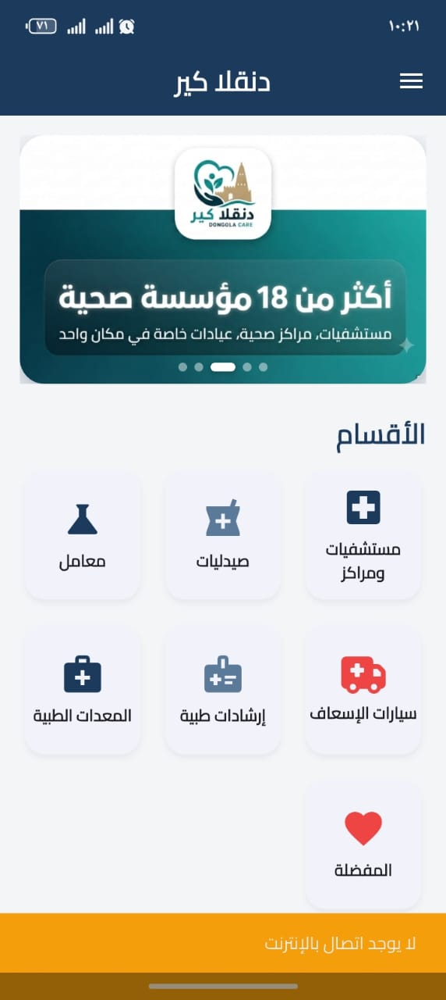 ١٠:٢١
٧١
دنقلا كير
دنقلا كير
DONGOLA CARE
أكثر من 18 مؤسسة صحية
مستشفيات، مراكز صحية، عيادات خاصة في مكان واحد
الأقسام
مستشفيات
ومراكز
صيدليات
معامل
سيارات الإسعاف
إرشادات طبية
المعدات الطبية
المفضلة
لا يوجد اتصال بالإنترنت